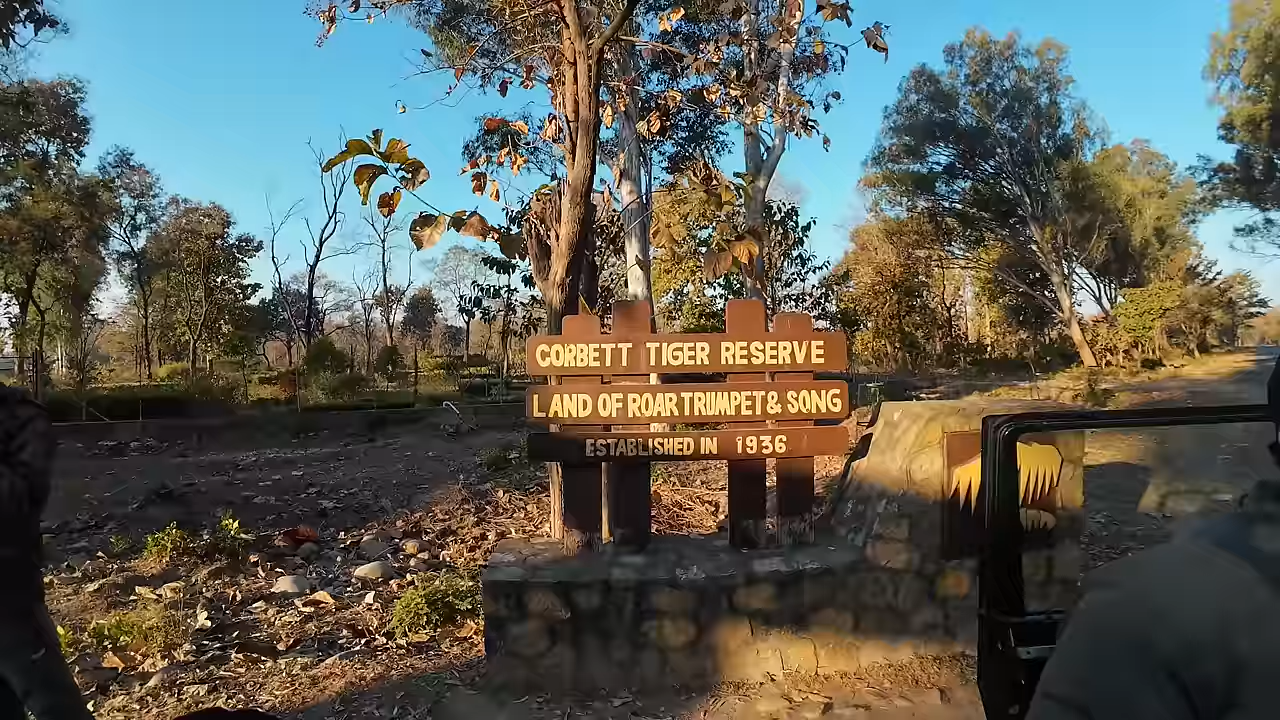 CORBETT TIGER RESERVE
LAND OF ROAR TRUMPET & SONG
ESTABLISHED IN 1936